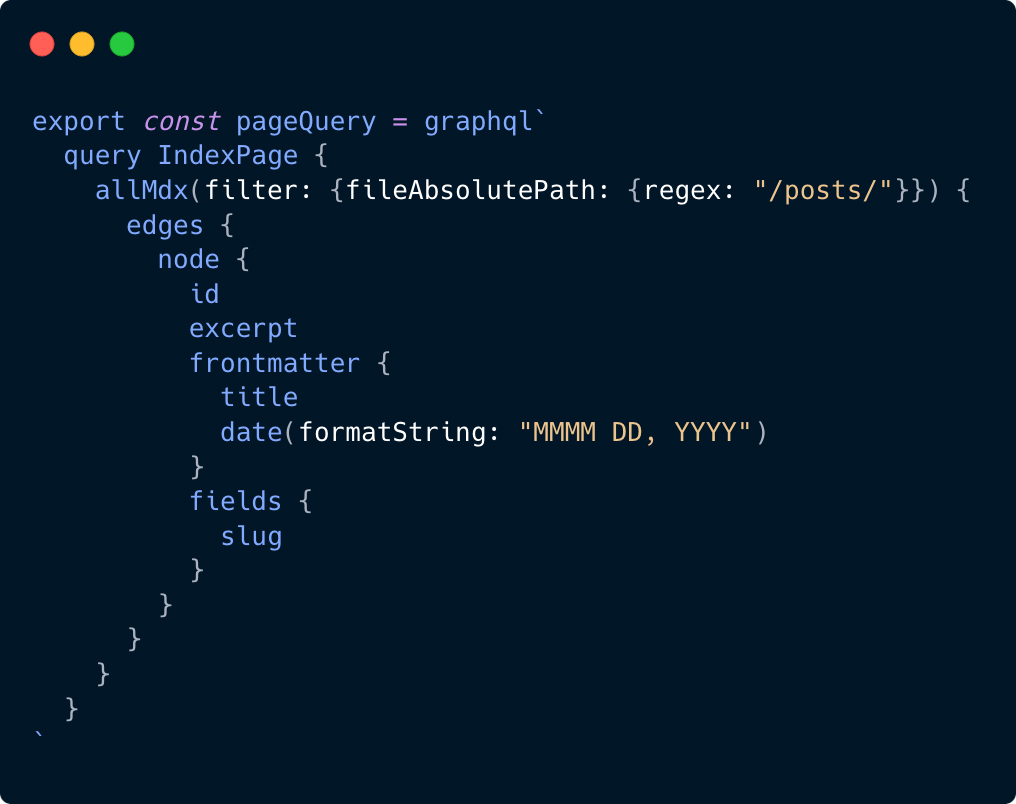 export const pageQuery = graphql`
  query IndexPage {
    allMdx(filter: {fileAbsolutePath: {regex: "/posts/"}}) {
      edges {
        node {
          id
          excerpt
          frontmatter {
            title
            date(formatString: "MMMM DD, YYYY")
          }
          fields {
            slug
          }
        }
      }
    }
  }
`